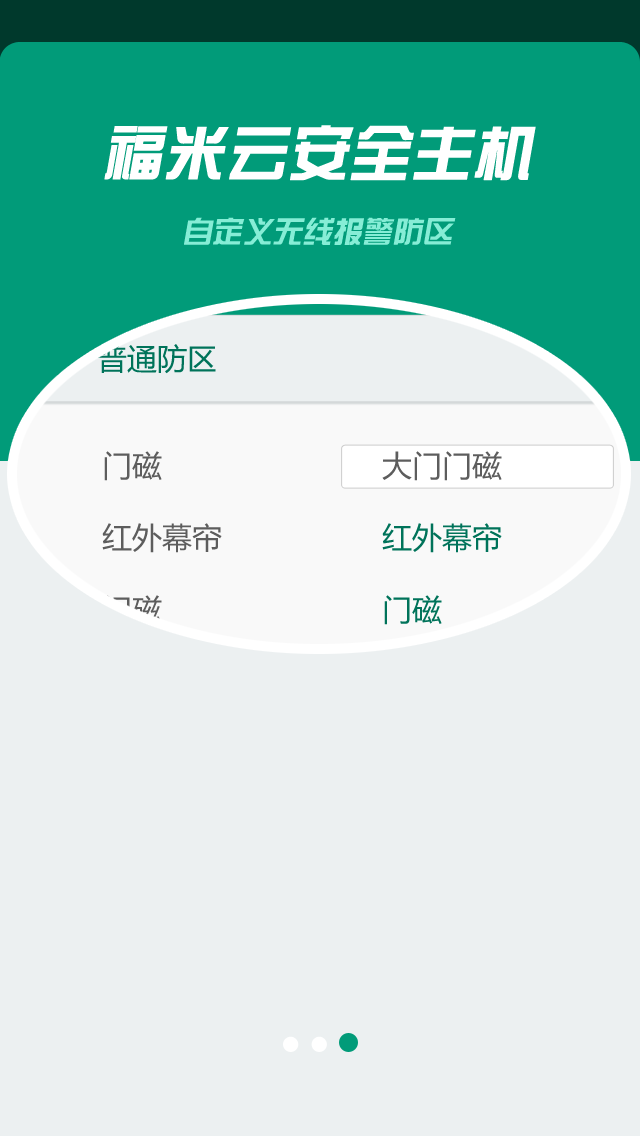 福米云安全主机
自定义无线报警防区
普通防区
门磁 大门门磁
红外幕帘 红外幕帘
门磁 门磁